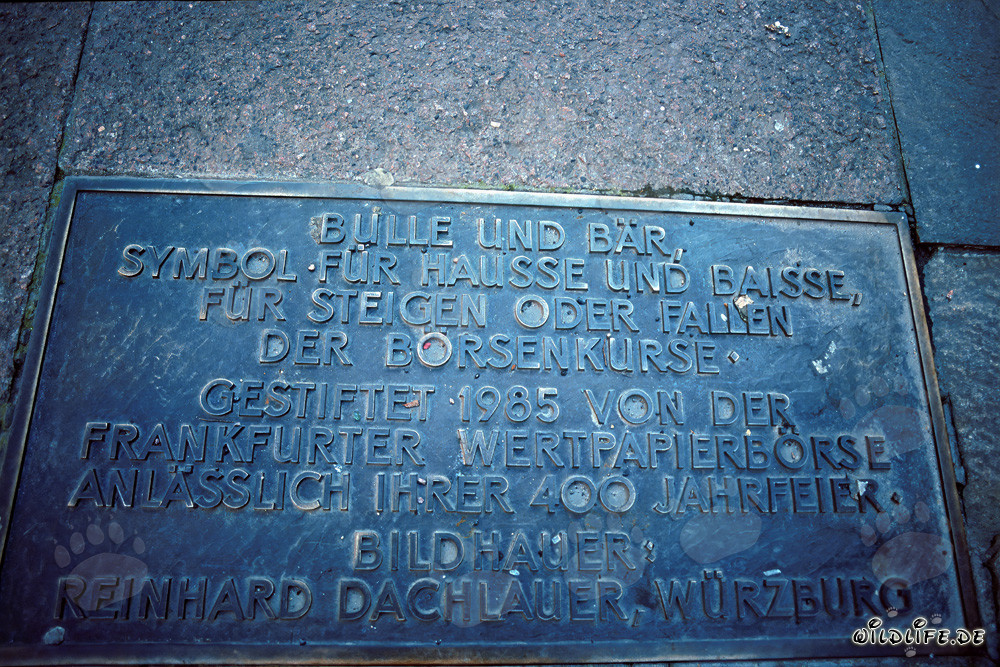 BULLE UND BÄR,
SYMBOL FÜR HAUSSE UND BAISSE,
FÜR STEIGEN ODER FALLEN
DER BÖRSENKURSE.
GESTIFTET 1985 VON DER
FRANKFURTER WERTPAPIERBÖRSE
ANLÄSSLICH IHRER 400 JAHRFEIER.
BILDHAUER:
REINHARD DACHLAUER, WÜRZBURG
WILDLIFE.DE